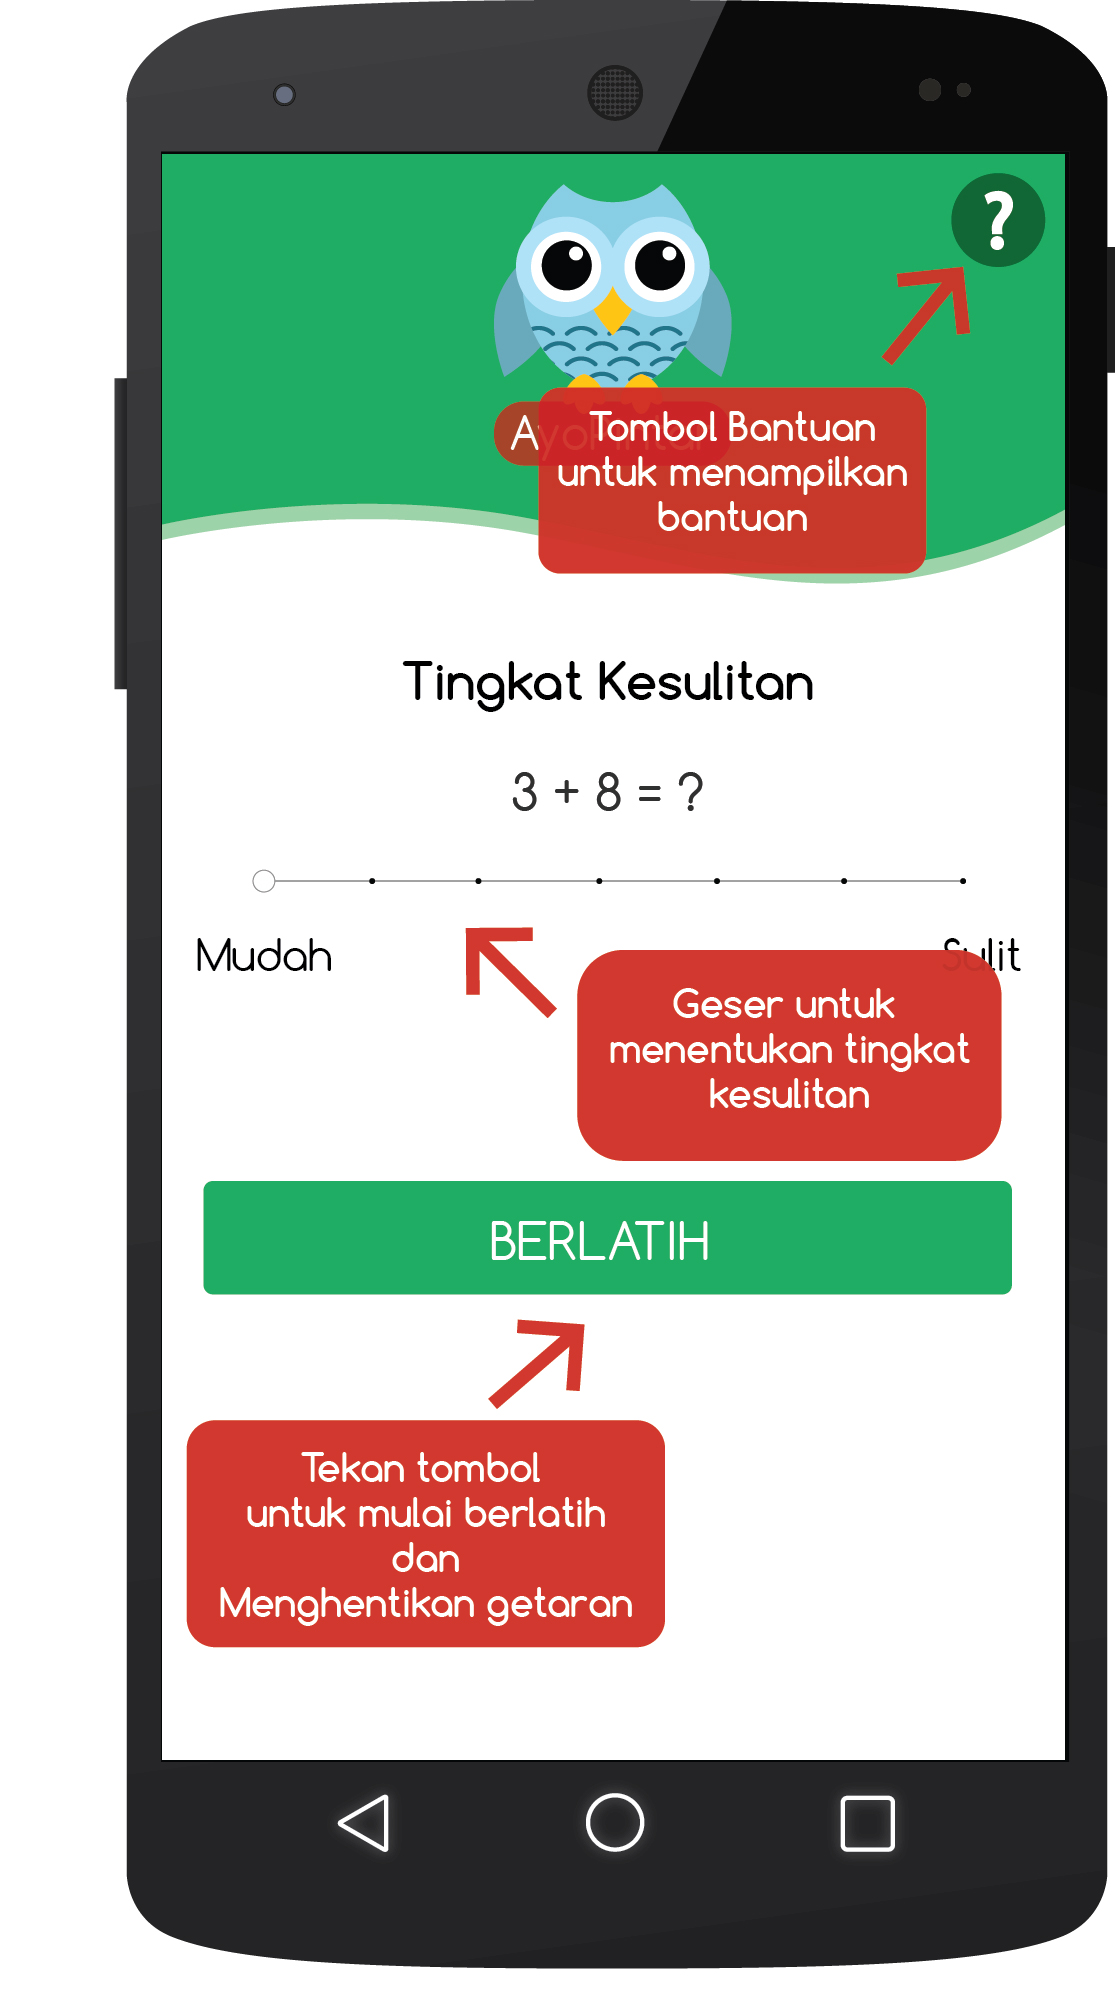 ?
Tombol Bantuan
untuk menampilkan
bantuan
Tingkat Kesulitan
3 + 8 = ?
Mudah
Sulit
Geser untuk
menentukan tingkat
kesulitan
BERLATIH
Tekan tombol
untuk mulai berlatih
dan
Menghentikan getaran